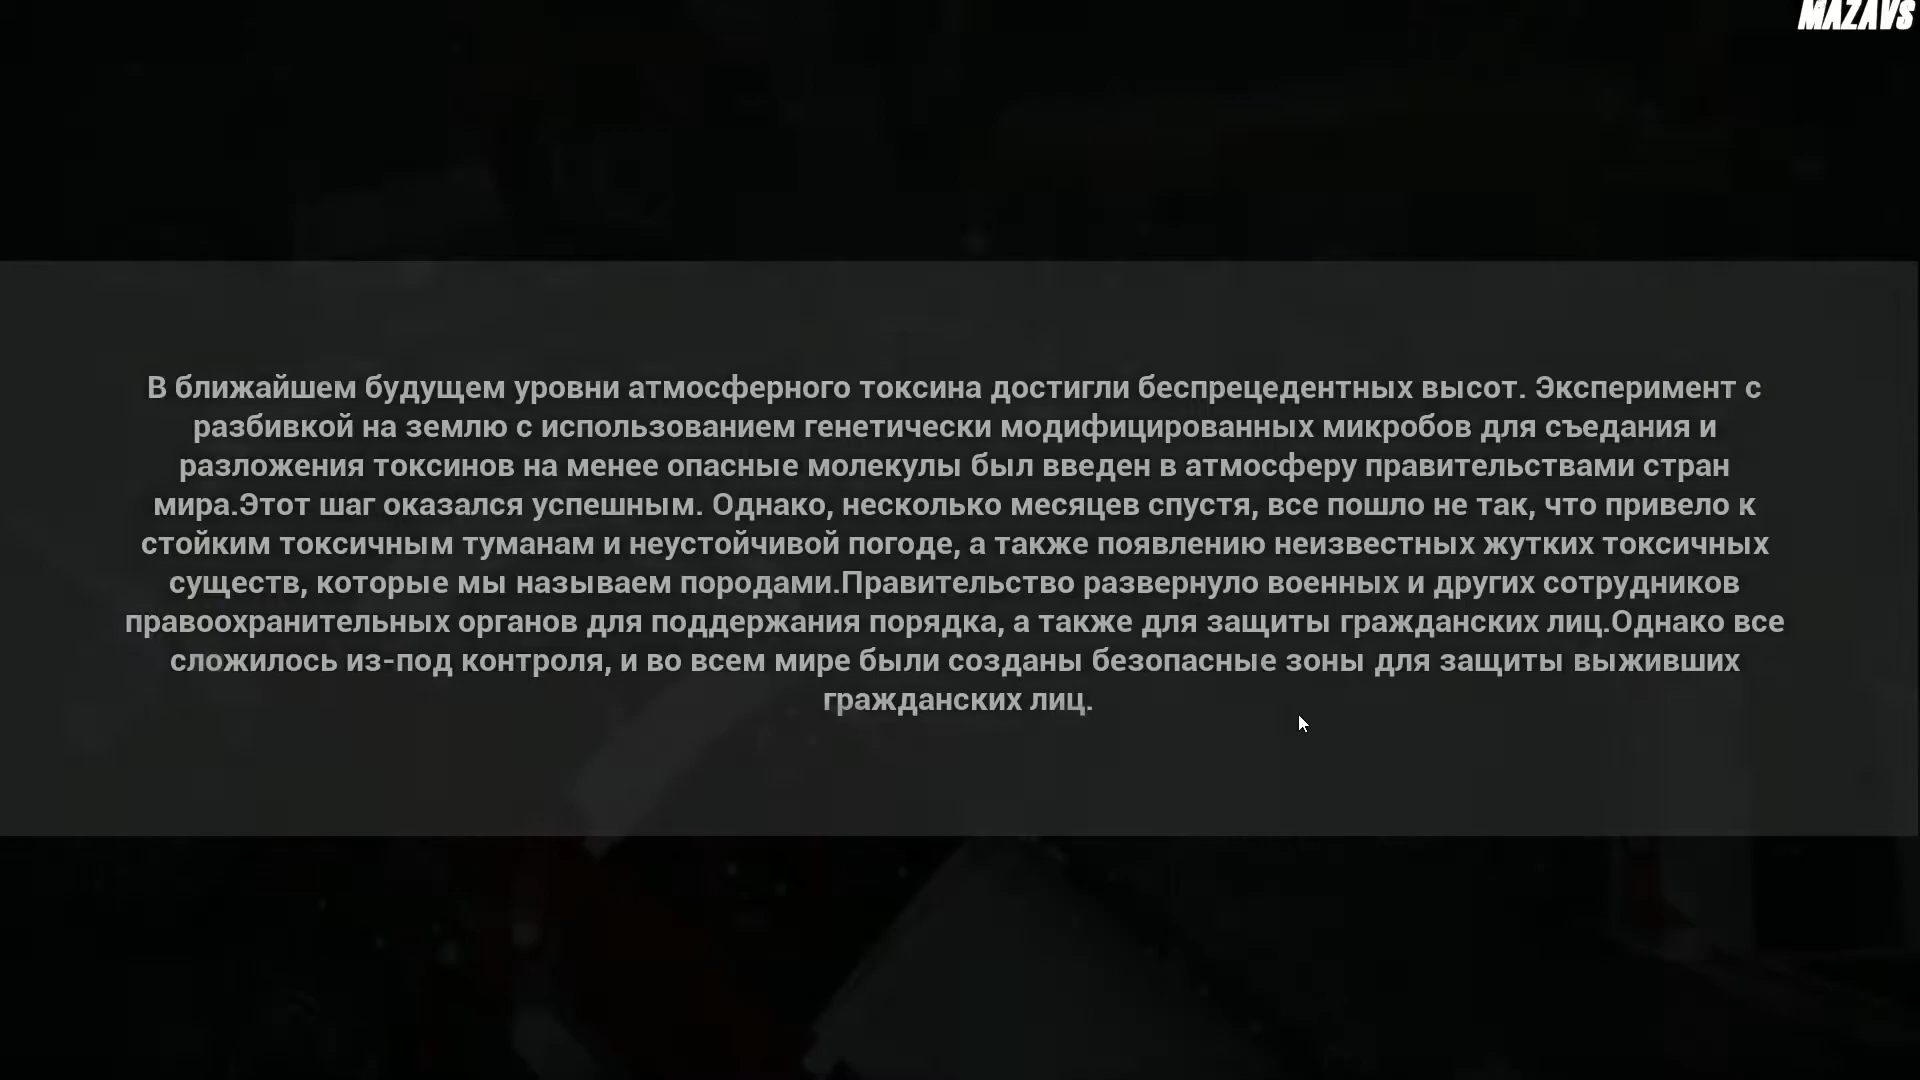 MAZAVS
В ближайшем будущем уровни атмосферного токсина достигли беспрецедентных высот. Эксперимент с
разбивкой на землю с использованием генетически модифицированных микробов для съедания и
разложения токсинов на менее опасные молекулы был введен в атмосферу правительствами стран
мира.Этот шаг оказался успешным. Однако, несколько месяцев спустя, все пошло не так, что привело к
стойким токсичным туманам и неустойчивой погоде, а также появлению неизвестных жутких токсичных
существ, которые мы называем породами.Правительство развернуло военных и других сотрудников
правоохранительных органов для поддержания порядка, а также для защиты гражданских лиц.Однако все
сложилось из-под контроля, и во всем мире были созданы безопасные зоны для защиты выживших
гражданских лиц.